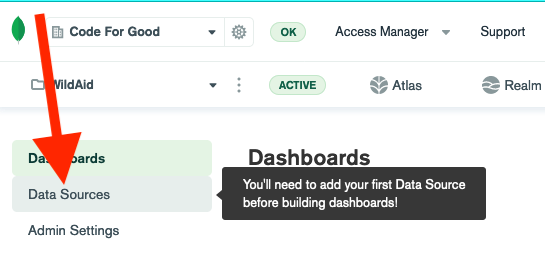 Code For Good
OK
Access Manager
Support
WildAid
ACTIVE
Atlas
Realm
Dashboards
Dashboards
Data Sources
You'll need to add your first Data Source
before building dashboards!
Admin Settings